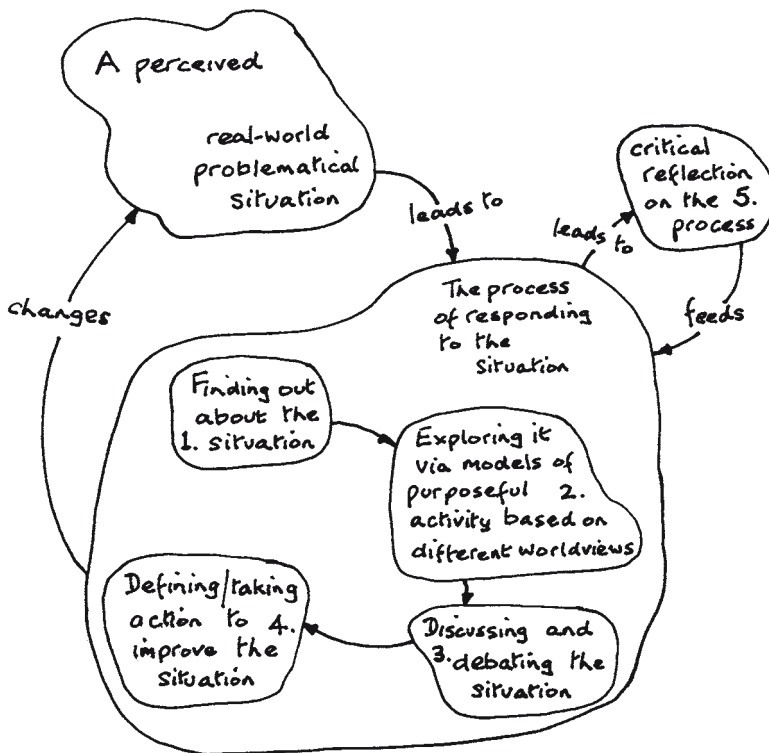 A perceived
real-world
problematical
situation
leads to
critical
reflection
on the 5.
process
leads to
feeds
changes
The process
of responding
to the
situation
Finding out
about the
1. situation
Exploring it
via models of
purposeful 2.
activity based on
different worldviews
Discussing and
3. debating the
situation
Defining/taking
action to 4.
improve the
situation